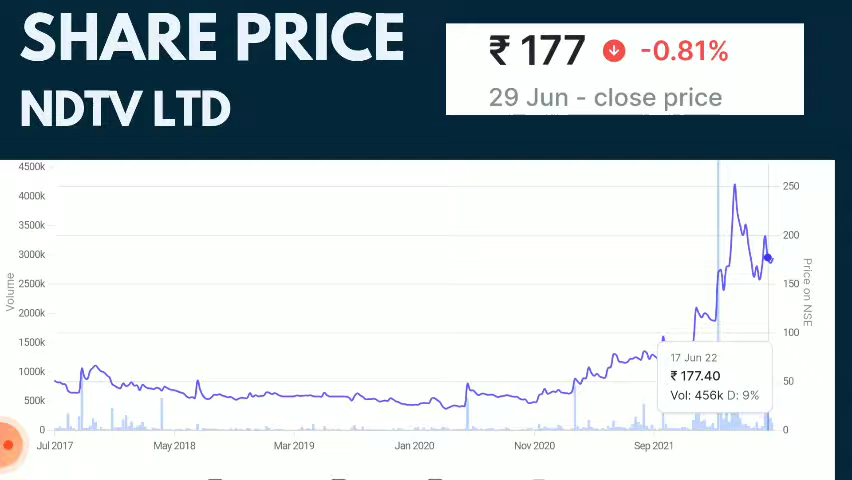 SHARE PRICE
NDTV LTD
₹ 177 -0.81%
29 Jun - close price
4500k
4000k
3500k
3000k
2500k
2000k
1500k
1000k
500k
0
Volume
250
200
150
100
50
0
Price on NSE
17 Jun 22
₹ 177.40
Vol: 456k D: 9%
Jul 2017 May 2018 Mar 2019 Jan 2020 Nov 2020 Sep 2021